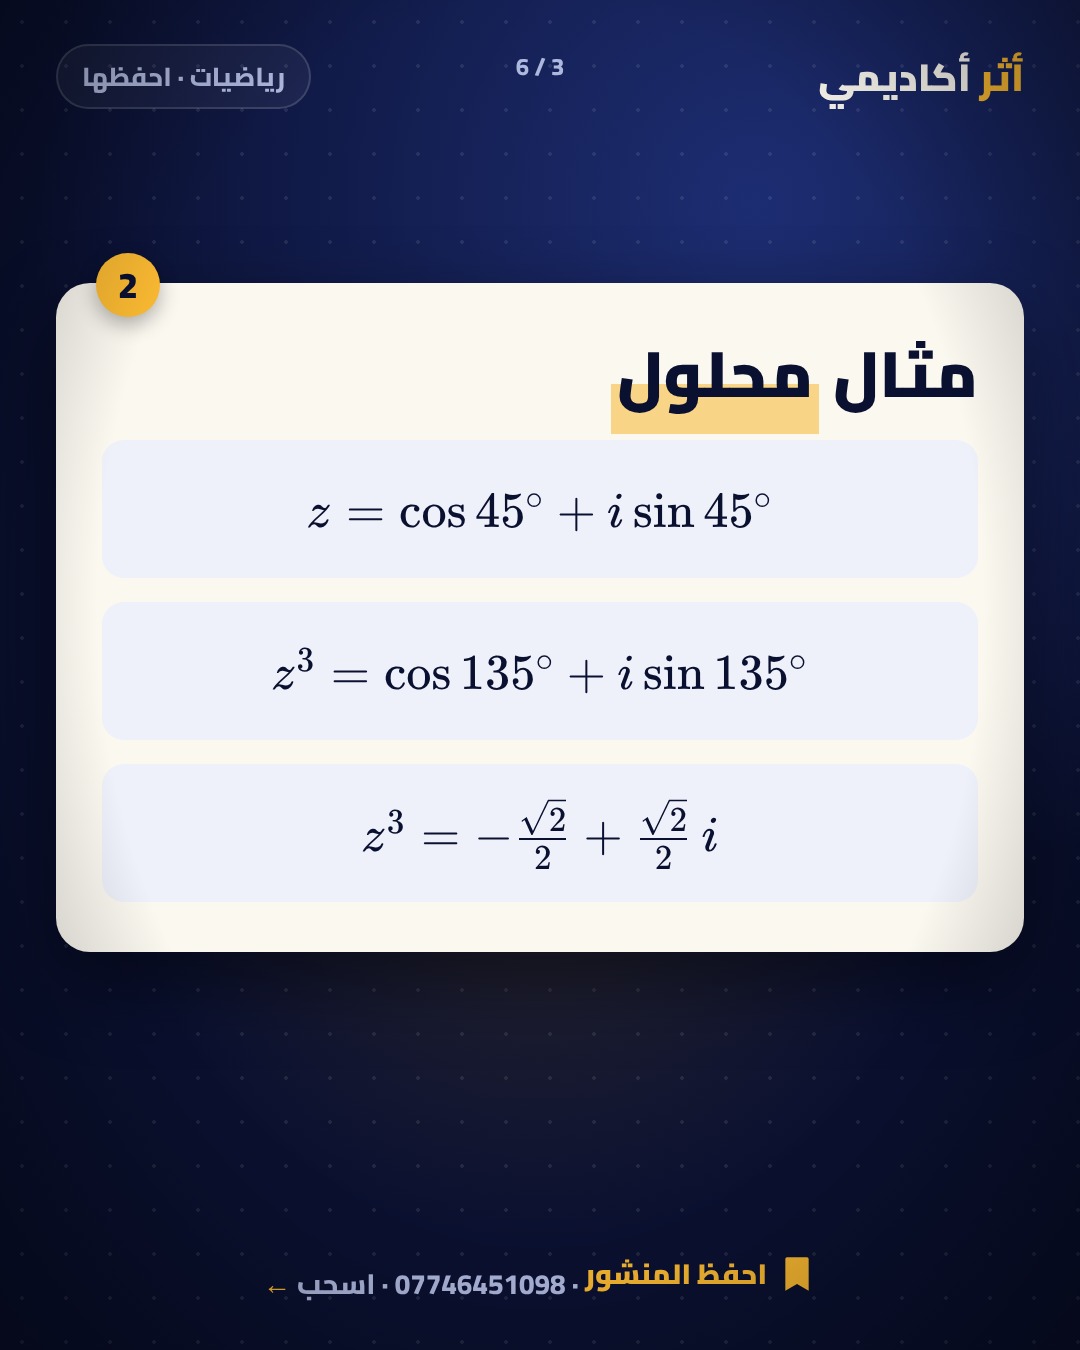 أثر أكاديمي
6 / 3
رياضيات · احفظها
2
مثال محلول
z = cos 45° + i sin 45°
z³ = cos 135° + i sin 135°
z³ = −√2/2 + √2/2 i
احفظ المنشور · 07746451098 · اسحب ←